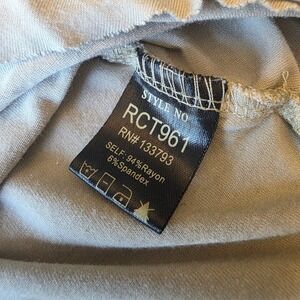 STYLE NO
RCT961
RN# 133793
SELF: 94%Rayon
6%Spandex